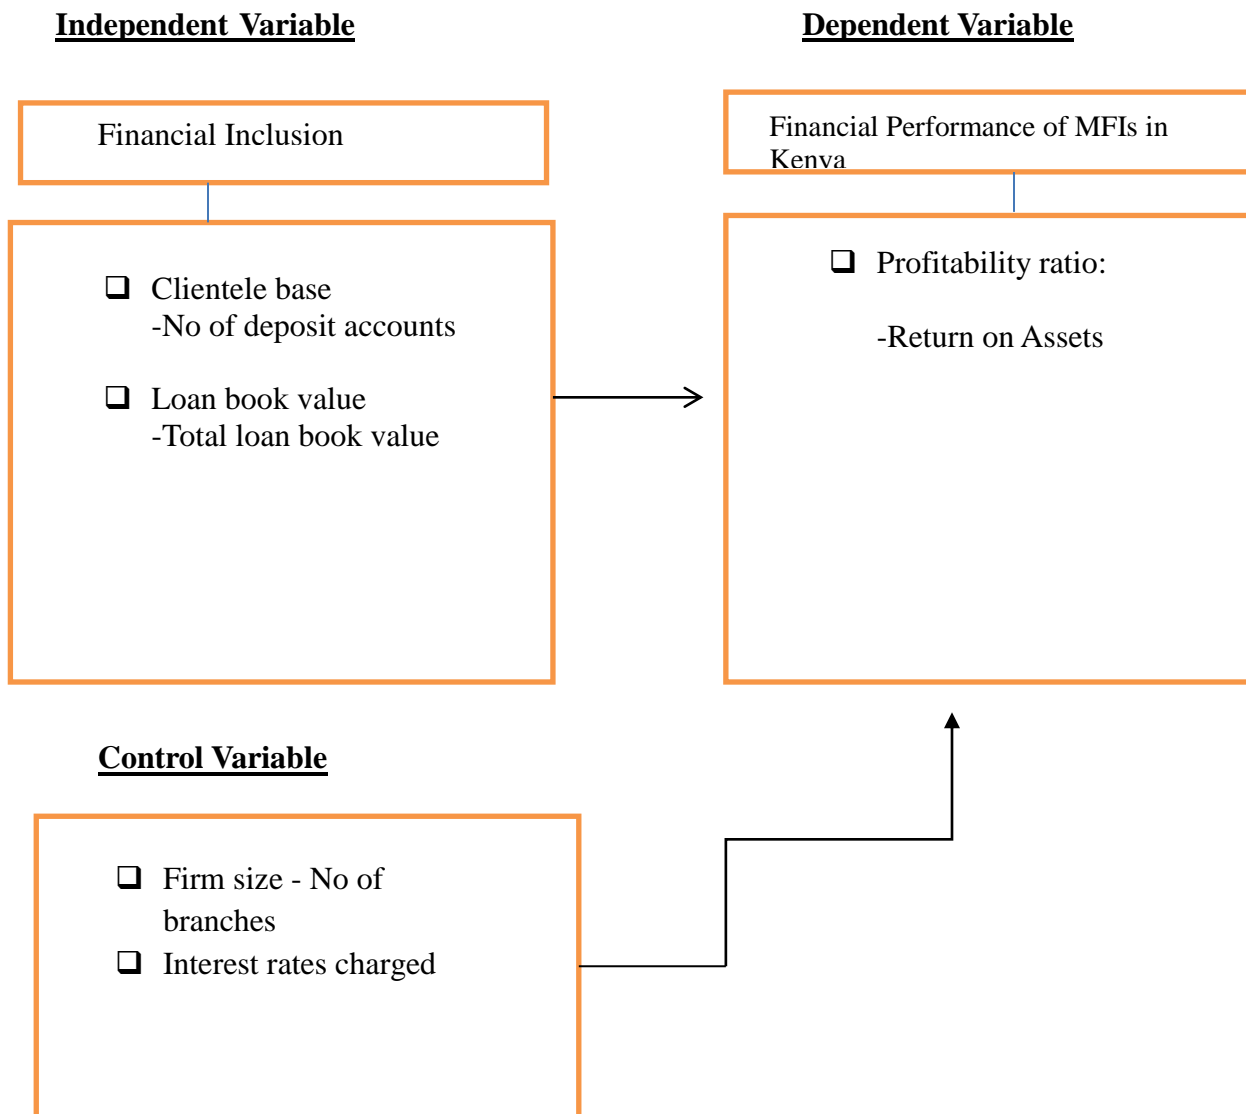 Independent Variable
Dependent Variable
Financial Inclusion
Financial Performance of MFIs in
Kenya
❑ Clientele base
-No of deposit accounts
❑ Loan book value
-Total loan book value
❑ Profitability ratio:
-Return on Assets
Control Variable
❑ Firm size - No of
branches
❑ Interest rates charged